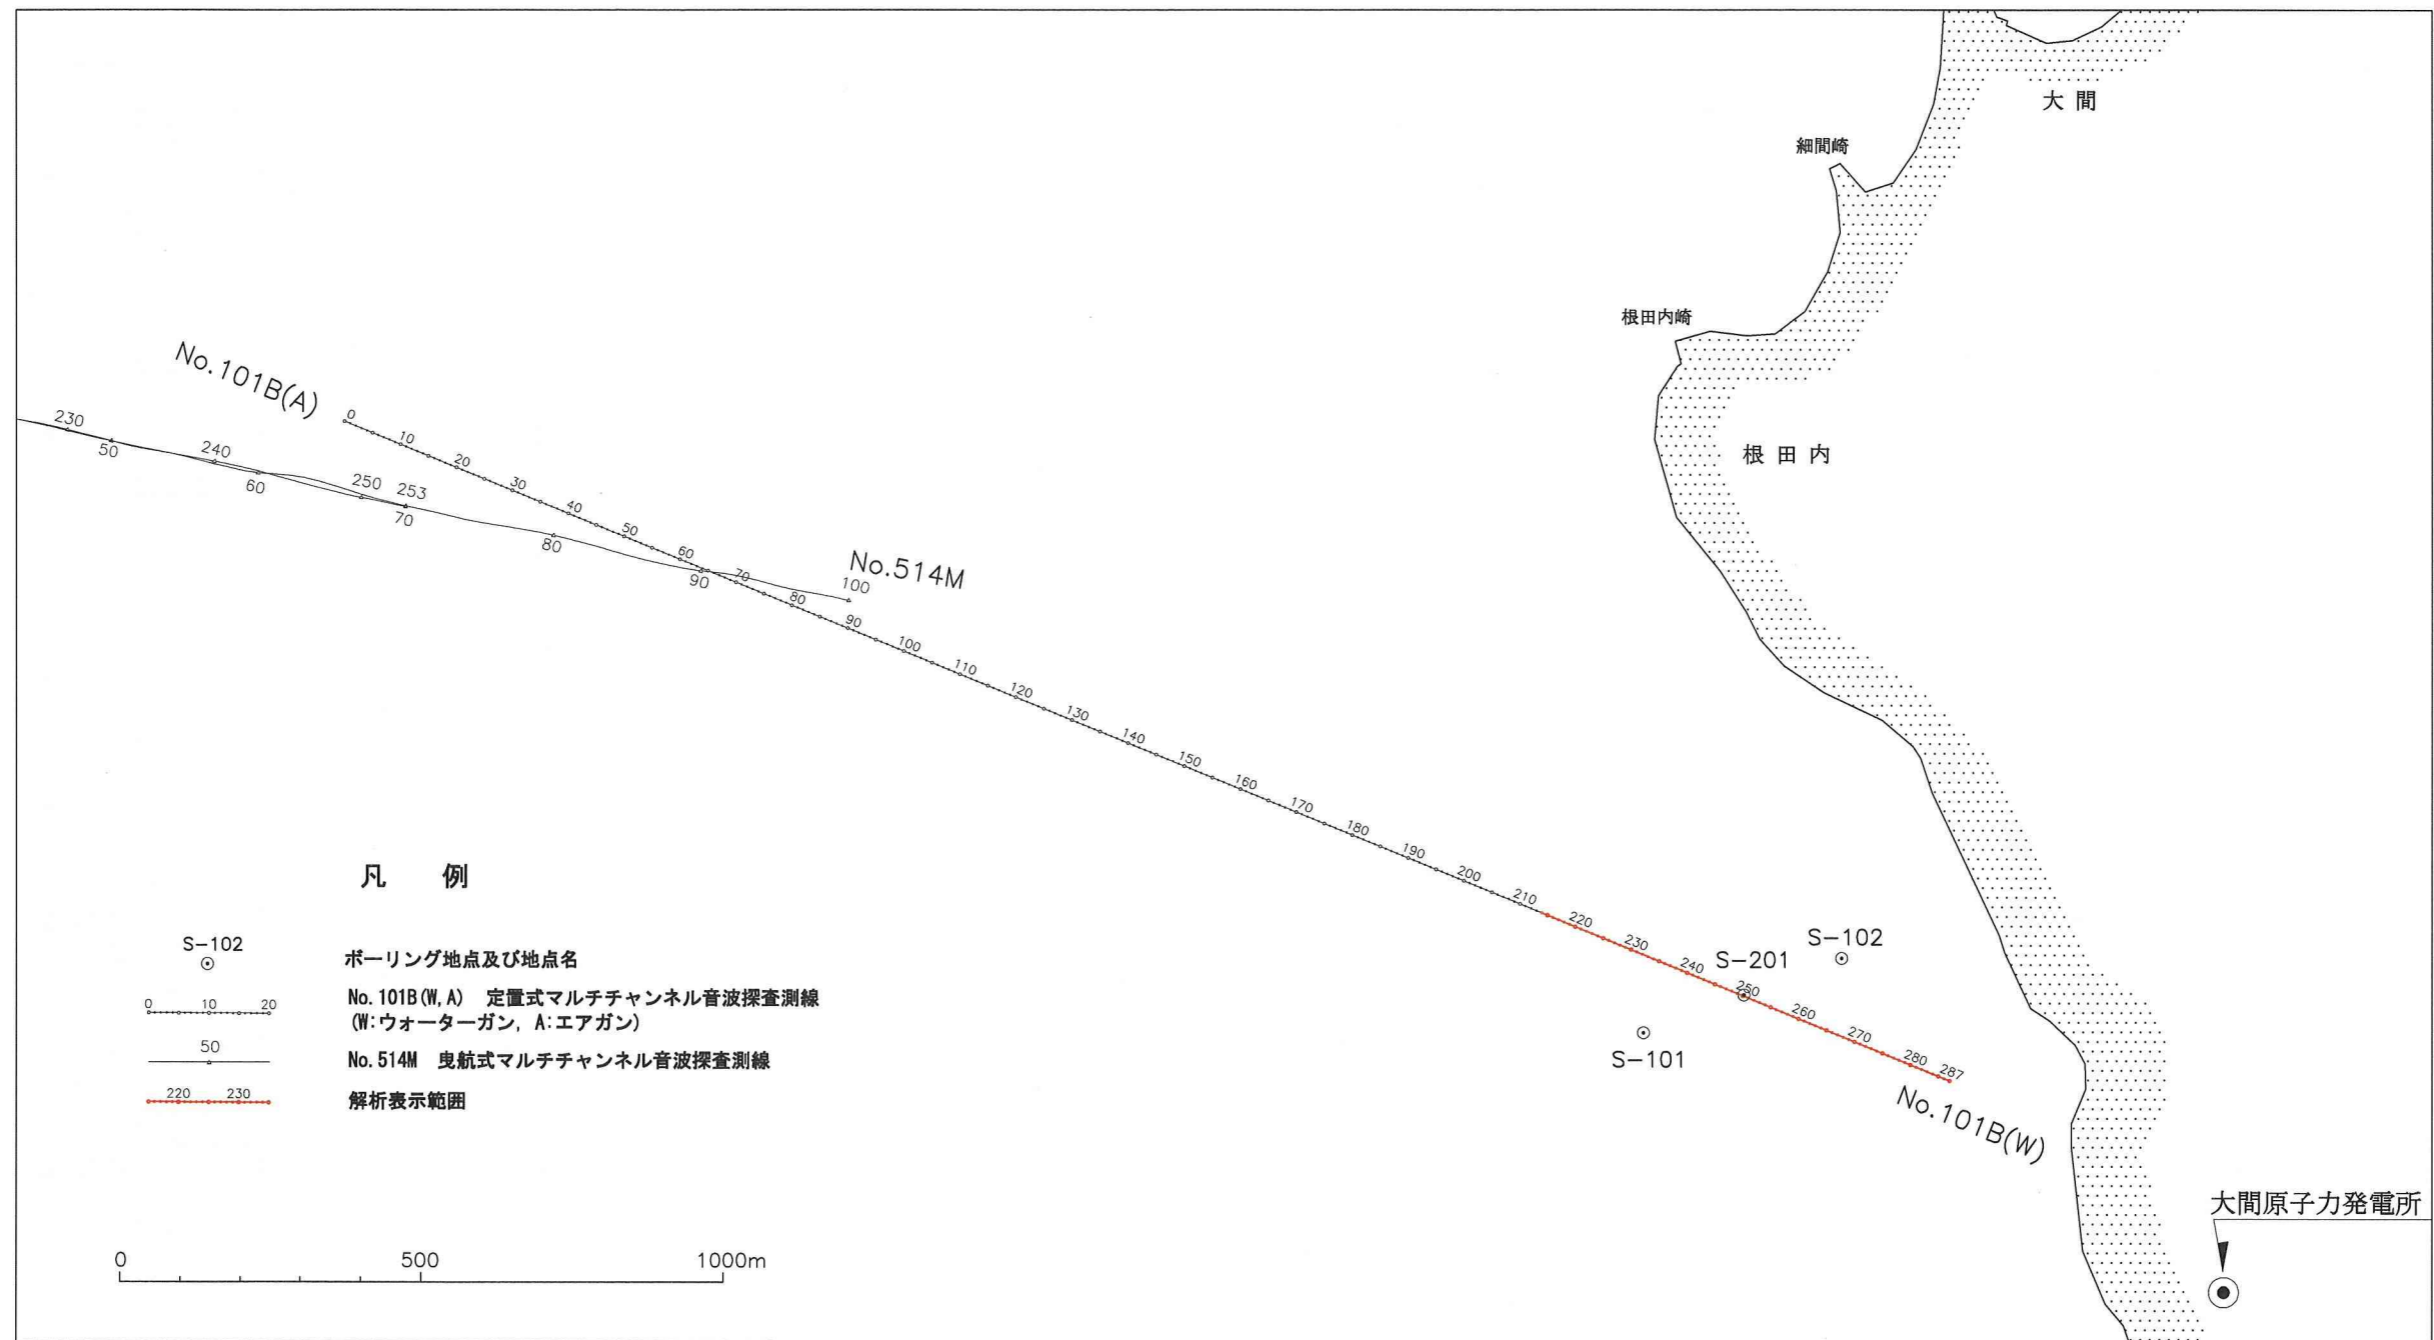 大間
細間崎
根田内崎
根田内
No.101B(A)
0 10 20 30 40 50 60 70 80 90 100 110 120 130 140 150 160 170 180 190 200 210 220 230 240 250 260 270 280 287
230 240 250 253
50 60 70 80 90 100
No.514M
S-201
S-102
S-101
No.101B(W)
大間原子力発電所
凡 例
S-102
ボーリング地点及び地点名
0 10 20
No.101B(W,A) 定置式マルチチャンネル音波探査測線
(W:ウォーターガン, A:エアガン)
50
No.514M 曳航式マルチチャンネル音波探査測線
220 230
解析表示範囲
0 500 1000m